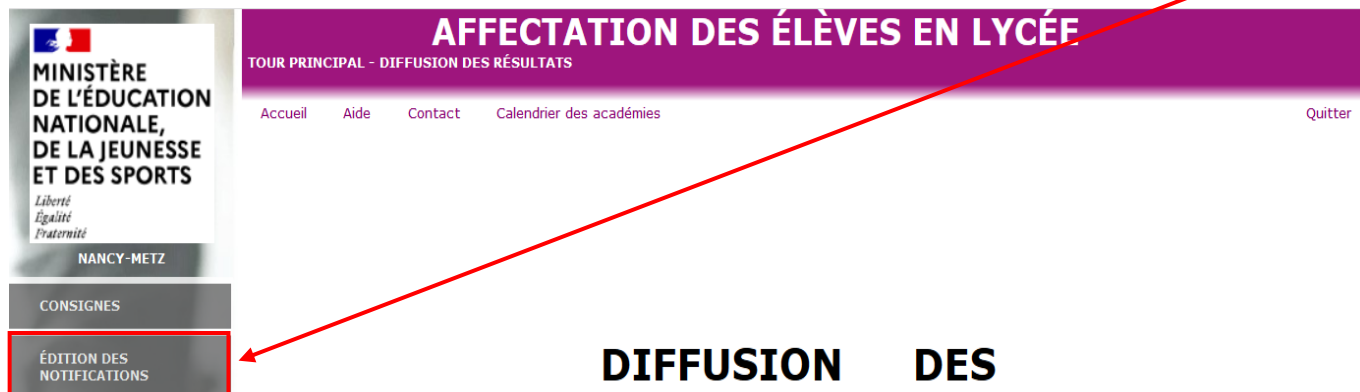 AFFECTATION DES ÉLÈVES EN LYCÉE
TOUR PRINCIPAL - DIFFUSION DES RÉSULTATS
Accueil Aide Contact Calendrier des académies Quitter
MINISTÈRE
DE L'ÉDUCATION
NATIONALE,
DE LA JEUNESSE
ET DES SPORTS
Liberté
Égalité
Fraternité
NANCY-METZ
CONSIGNES
ÉDITION DES
NOTIFICATIONS
DIFFUSION DES